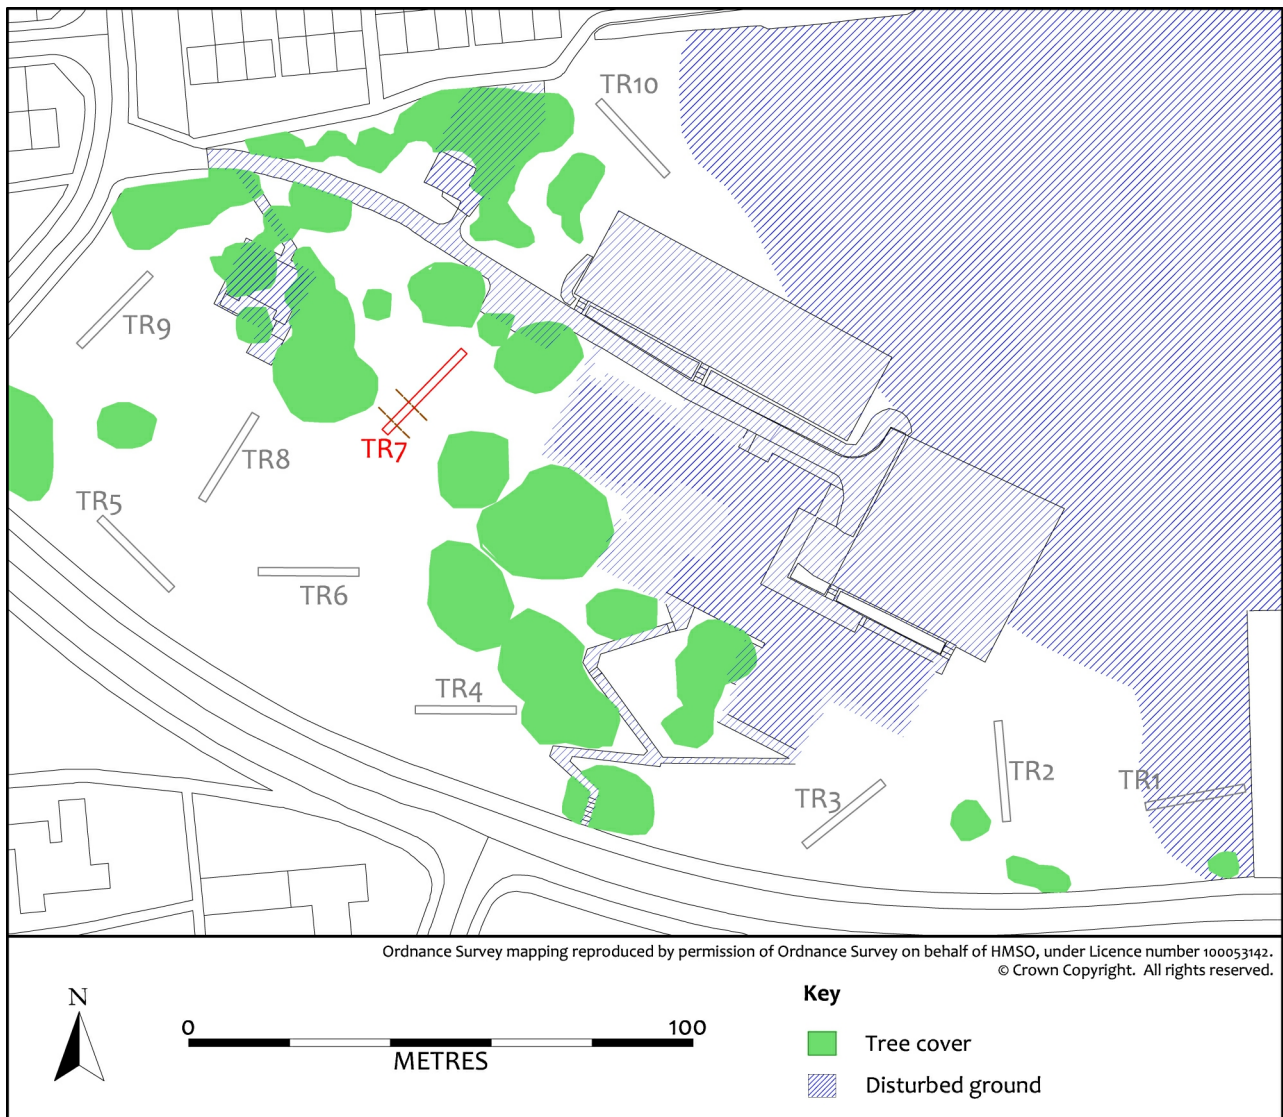 TR10
TR9
TR7
TR8
TR5
TR6
TR4
TR2
TR1
TR3
Ordnance Survey mapping reproduced by permission of Ordnance Survey on behalf of HMSO, under Licence number 100053142.
© Crown Copyright. All rights reserved.
N
0 100
METRES
Key
Tree cover
Disturbed ground